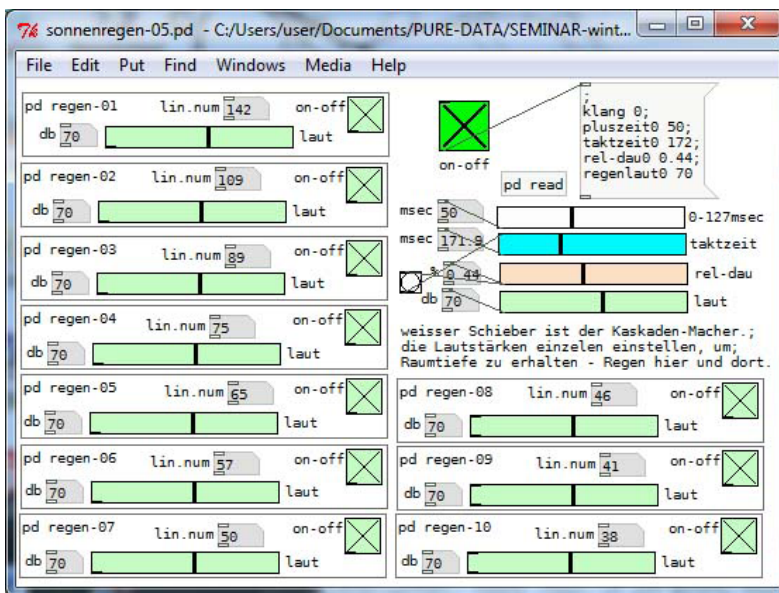 sonnenregen-05.pd - C:/Users/user/Documents/PURE-DATA/SEMINAR-wint...
File Edit Put Find Windows Media Help
pd regen-01 lin.num 142 on-off
db 70 laut
pd regen-02 lin.num 109 on-off
db 70 laut
pd regen-03 lin.num 89 on-off
db 70 laut
pd regen-04 lin.num 75 on-off
db 70 laut
pd regen-05 lin.num 65 on-off
db 70 laut
pd regen-06 lin.num 57 on-off
db 70 laut
pd regen-07 lin.num 50 on-off
db 70 laut
on-off
;
klang 0;
pluszeit0 50;
taktzeit0 172;
rel-dau0 0.44;
regenlaut0 70
pd read
msec 50 0-127msec
msec 171.9 taktzeit
% 0.44 rel-dau
db 70 laut
weisser Schieber ist der Kaskaden-Macher.;
die Lautstärken einzelen einstellen, um;
Raumtiefe zu erhalten - Regen hier und dort.
pd regen-08 lin.num 46 on-off
db 70 laut
pd regen-09 lin.num 41 on-off
db 70 laut
pd regen-10 lin.num 38 on-off
db 70 laut